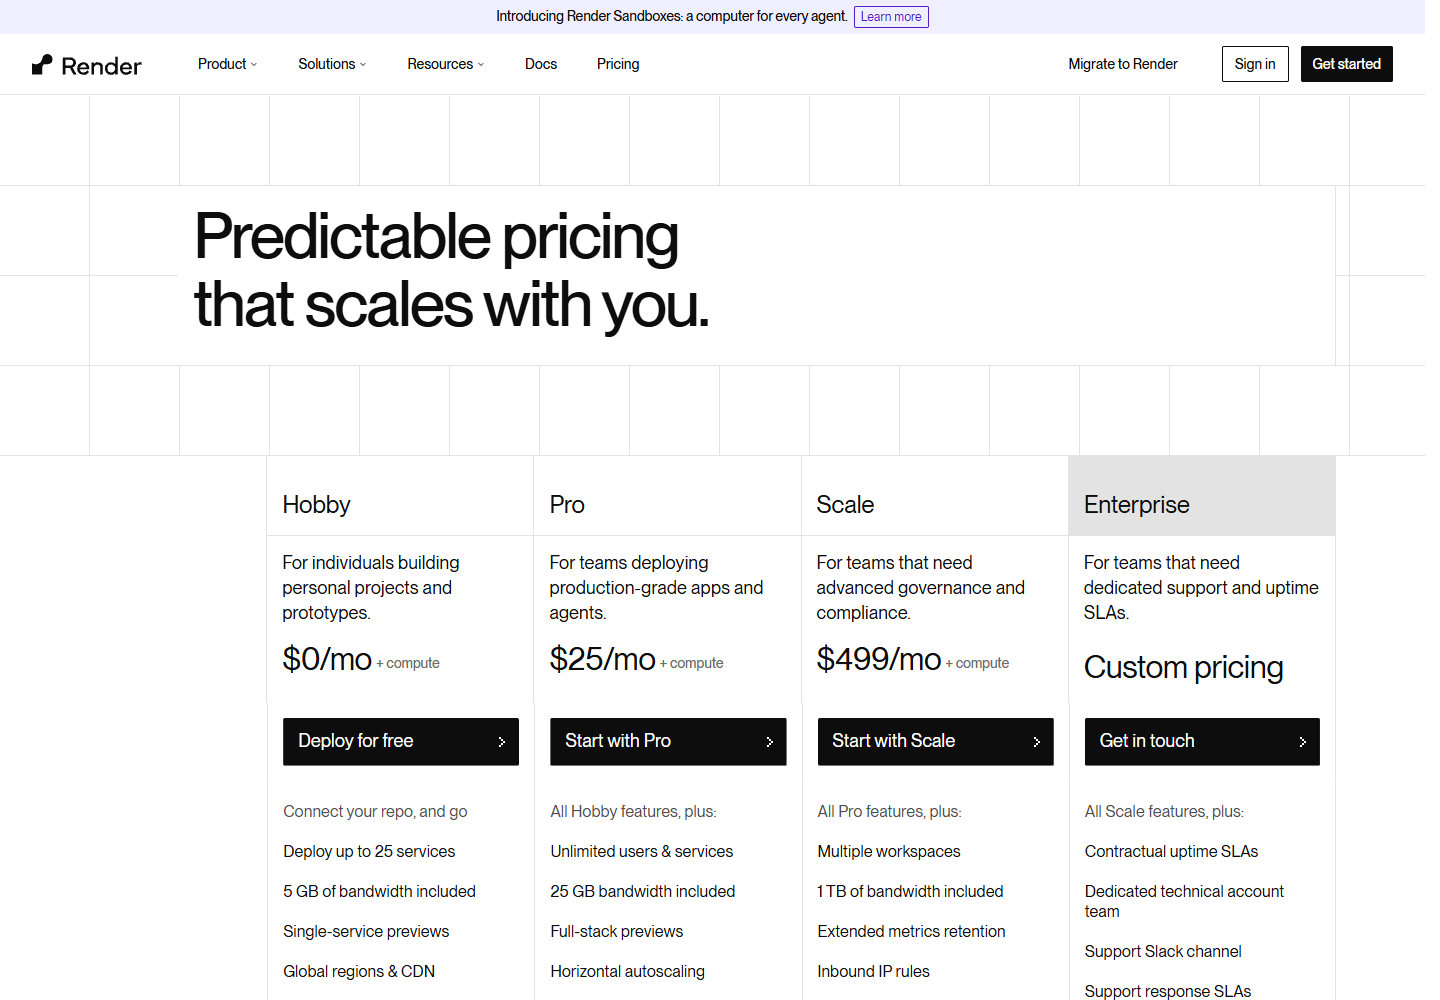 Introducing Render Sandboxes: a computer for every agent. Learn more
Render Product Solutions Resources Docs Pricing Migrate to Render Sign in Get started
Predictable pricing
that scales with you.
Hobby
For individuals building
personal projects and
prototypes.
$0/mo + compute
Deploy for free
Connect your repo, and go
Deploy up to 25 services
5 GB of bandwidth included
Single-service previews
Global regions & CDN
Pro
For teams deploying
production-grade apps and
agents.
$25/mo + compute
Start with Pro
All Hobby features, plus:
Unlimited users & services
25 GB bandwidth included
Full-stack previews
Horizontal autoscaling
Scale
For teams that need
advanced governance and
compliance.
$499/mo + compute
Start with Scale
All Pro features, plus:
Multiple workspaces
1 TB of bandwidth included
Extended metrics retention
Inbound IP rules
Enterprise
For teams that need
dedicated support and uptime
SLAs.
Custom pricing
Get in touch
All Scale features, plus:
Contractual uptime SLAs
Dedicated technical account
team
Support Slack channel
Support response SLAs